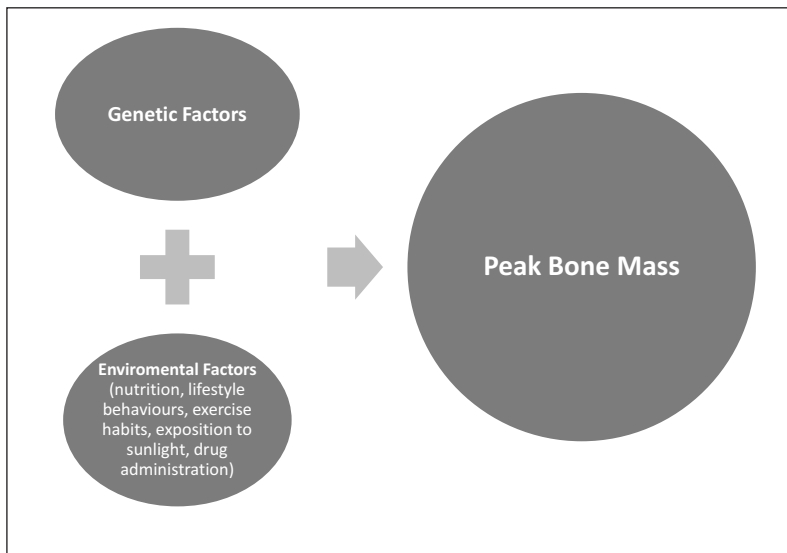 Genetic Factors
Enviromental Factors
(nutrition, lifestyle
behaviours, exercise
habits, exposition to
sunlight, drug
administration)
Peak Bone Mass